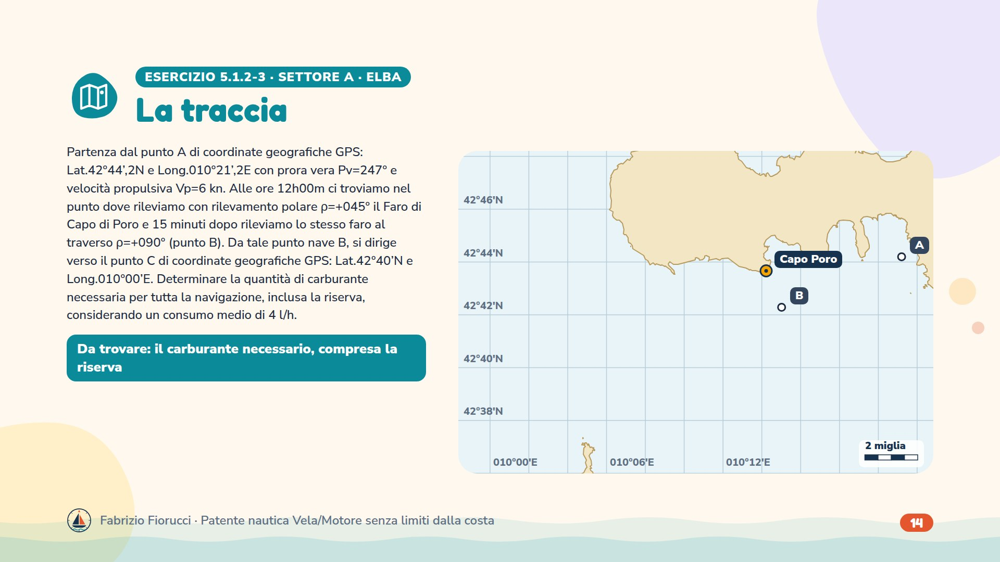 ESERCIZIO 5.1.2-3 · SETTORE A · ELBA
La traccia
Partenza dal punto A di coordinate geografiche GPS:
Lat.42°44’,2N e Long.010°21’,2E con prora vera Pv=247° e
velocità propulsiva Vp=6 kn. Alle ore 12h00m ci troviamo nel
punto dove rileviamo con rilevamento polare ρ=+045° il Faro di
Capo di Poro e 15 minuti dopo rileviamo lo stesso faro al
traverso ρ=+090° (punto B). Da tale punto nave B, si dirige
verso il punto C di coordinate geografiche GPS: Lat.42°40’N e
Long.010°00’E. Determinare la quantità di carburante
necessaria per tutta la navigazione, inclusa la riserva,
considerando un consumo medio di 4 l/h.
Da trovare: il carburante necessario, compresa la
riserva
42°46'N
42°44'N
42°42'N
42°40'N
42°38'N
010°00'E
010°06'E
010°12'E
A
Capo Poro
B
2 miglia
Fabrizio Fiorucci · Patente nautica Vela/Motore senza limiti dalla costa
14